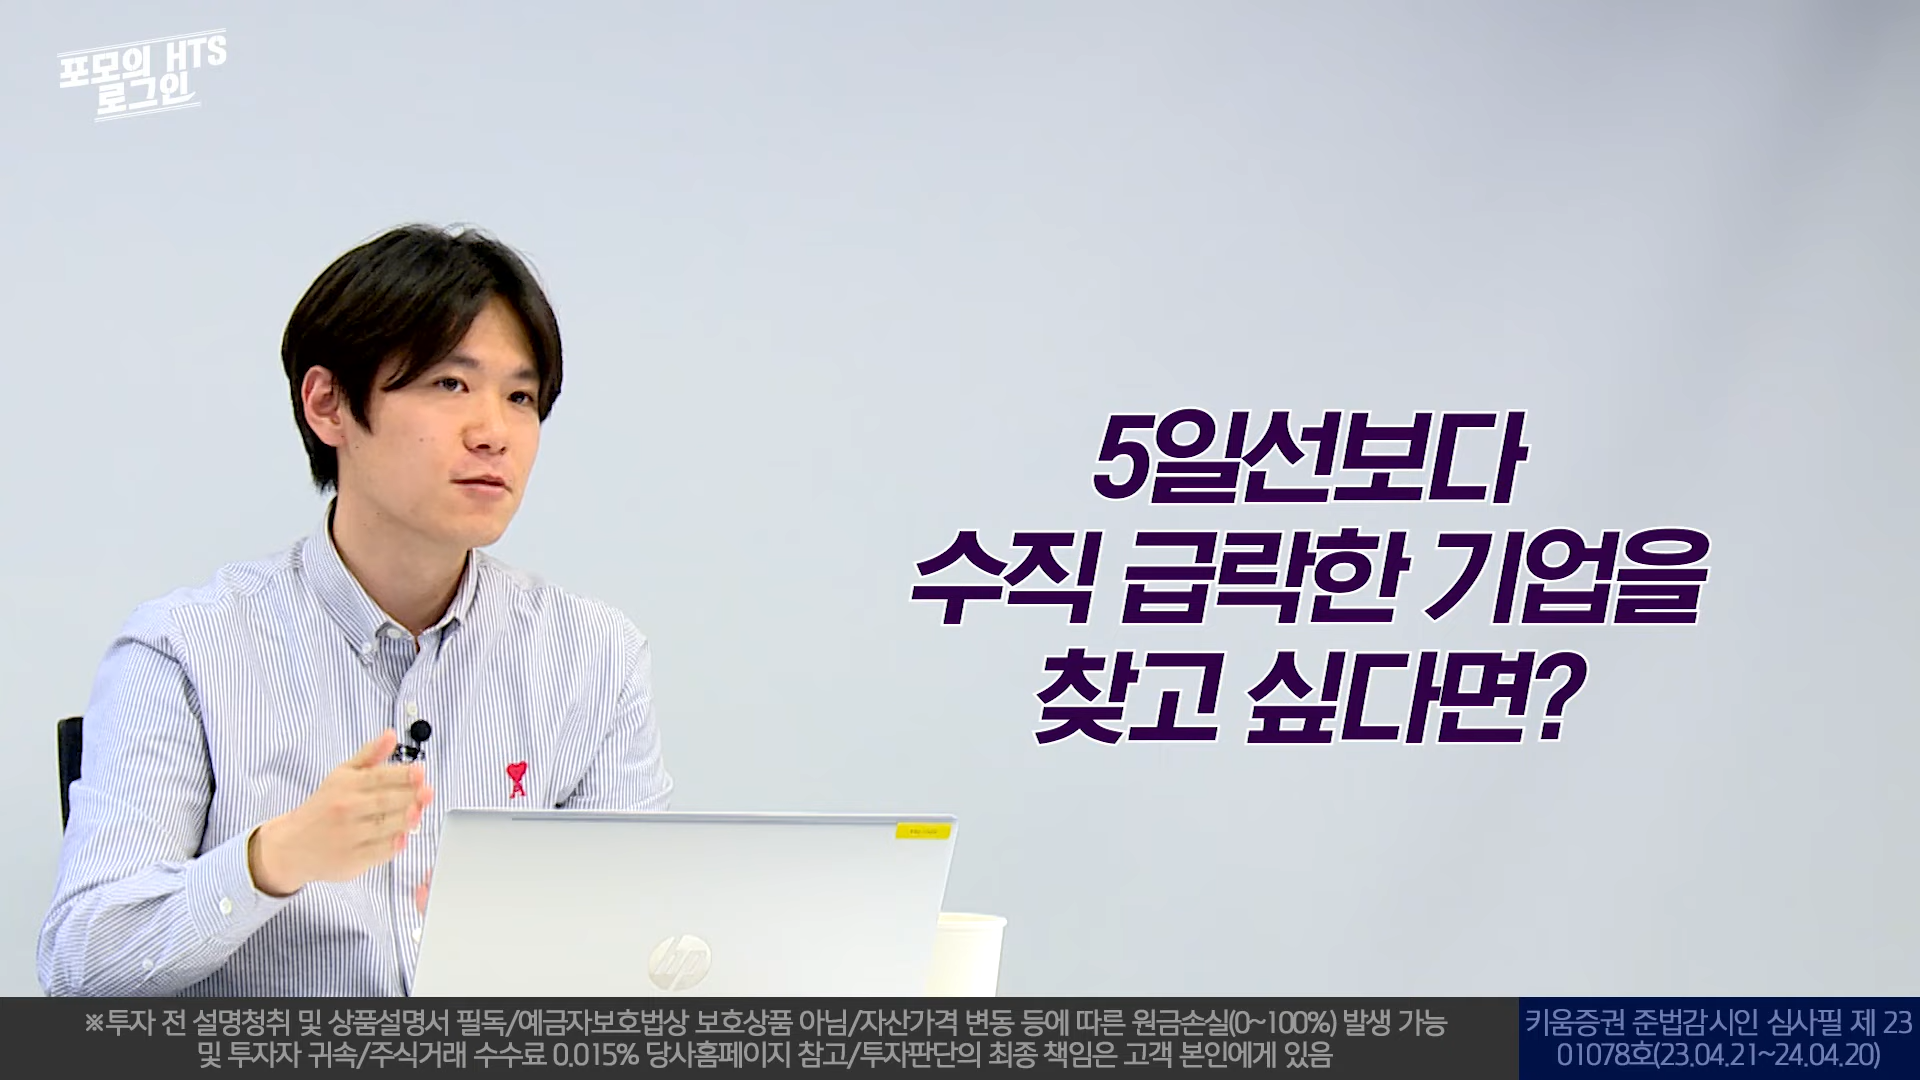 포모의 HTS
로그인
5일선보다
수직 급락한 기업을
찾고 싶다면?
hp
※투자 전 설명청취 및 상품설명서 필독/예금자보호법상 보호상품 아님/자산가격 변동 등에 따른 원금손실(0~100%) 발생 가능
및 투자자 귀속/주식거래 수수료 0.015% 당사홈페이지 참고/투자판단의 최종 책임은 고객 본인에게 있음
키움증권 준법감시인 심사필 제 23
01078호(23.04.21~24.04.20)